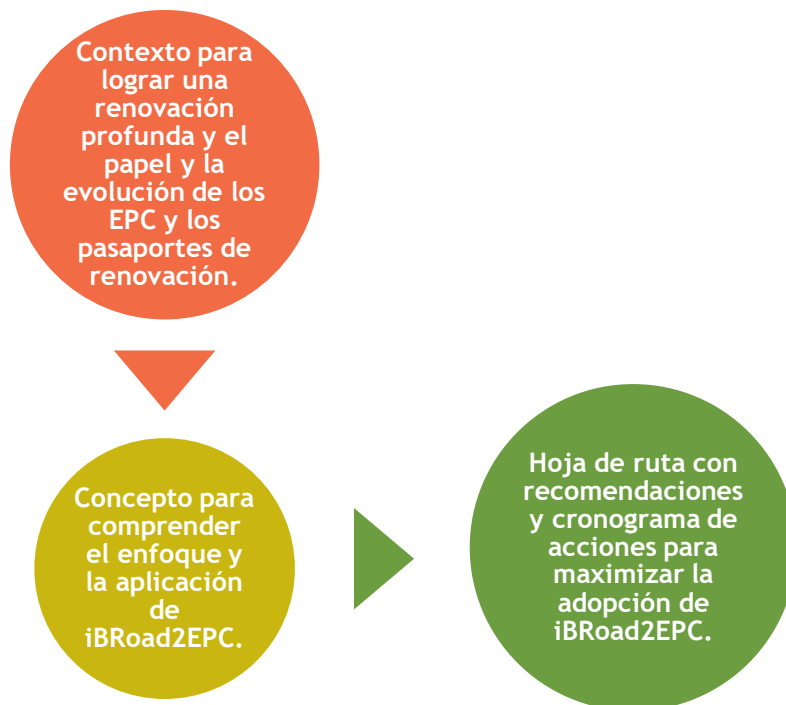 Contexto para
lograr una
renovación
profunda y el
papel y la
evolución de los
EPC y los
pasaportes de
renovación.
Concepto para
comprender
el enfoque y
la aplicación
de
iBRoad2EPC.
Hoja de ruta con
recomendaciones
y cronograma de
acciones para
maximizar la
adopción de
iBRoad2EPC.